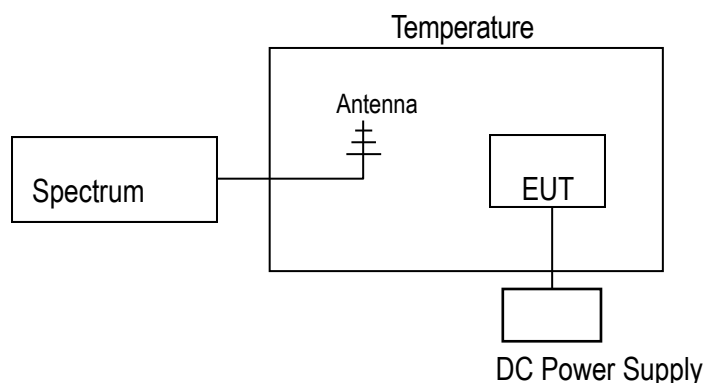 Temperature
Antenna
Spectrum
EUT
DC Power Supply